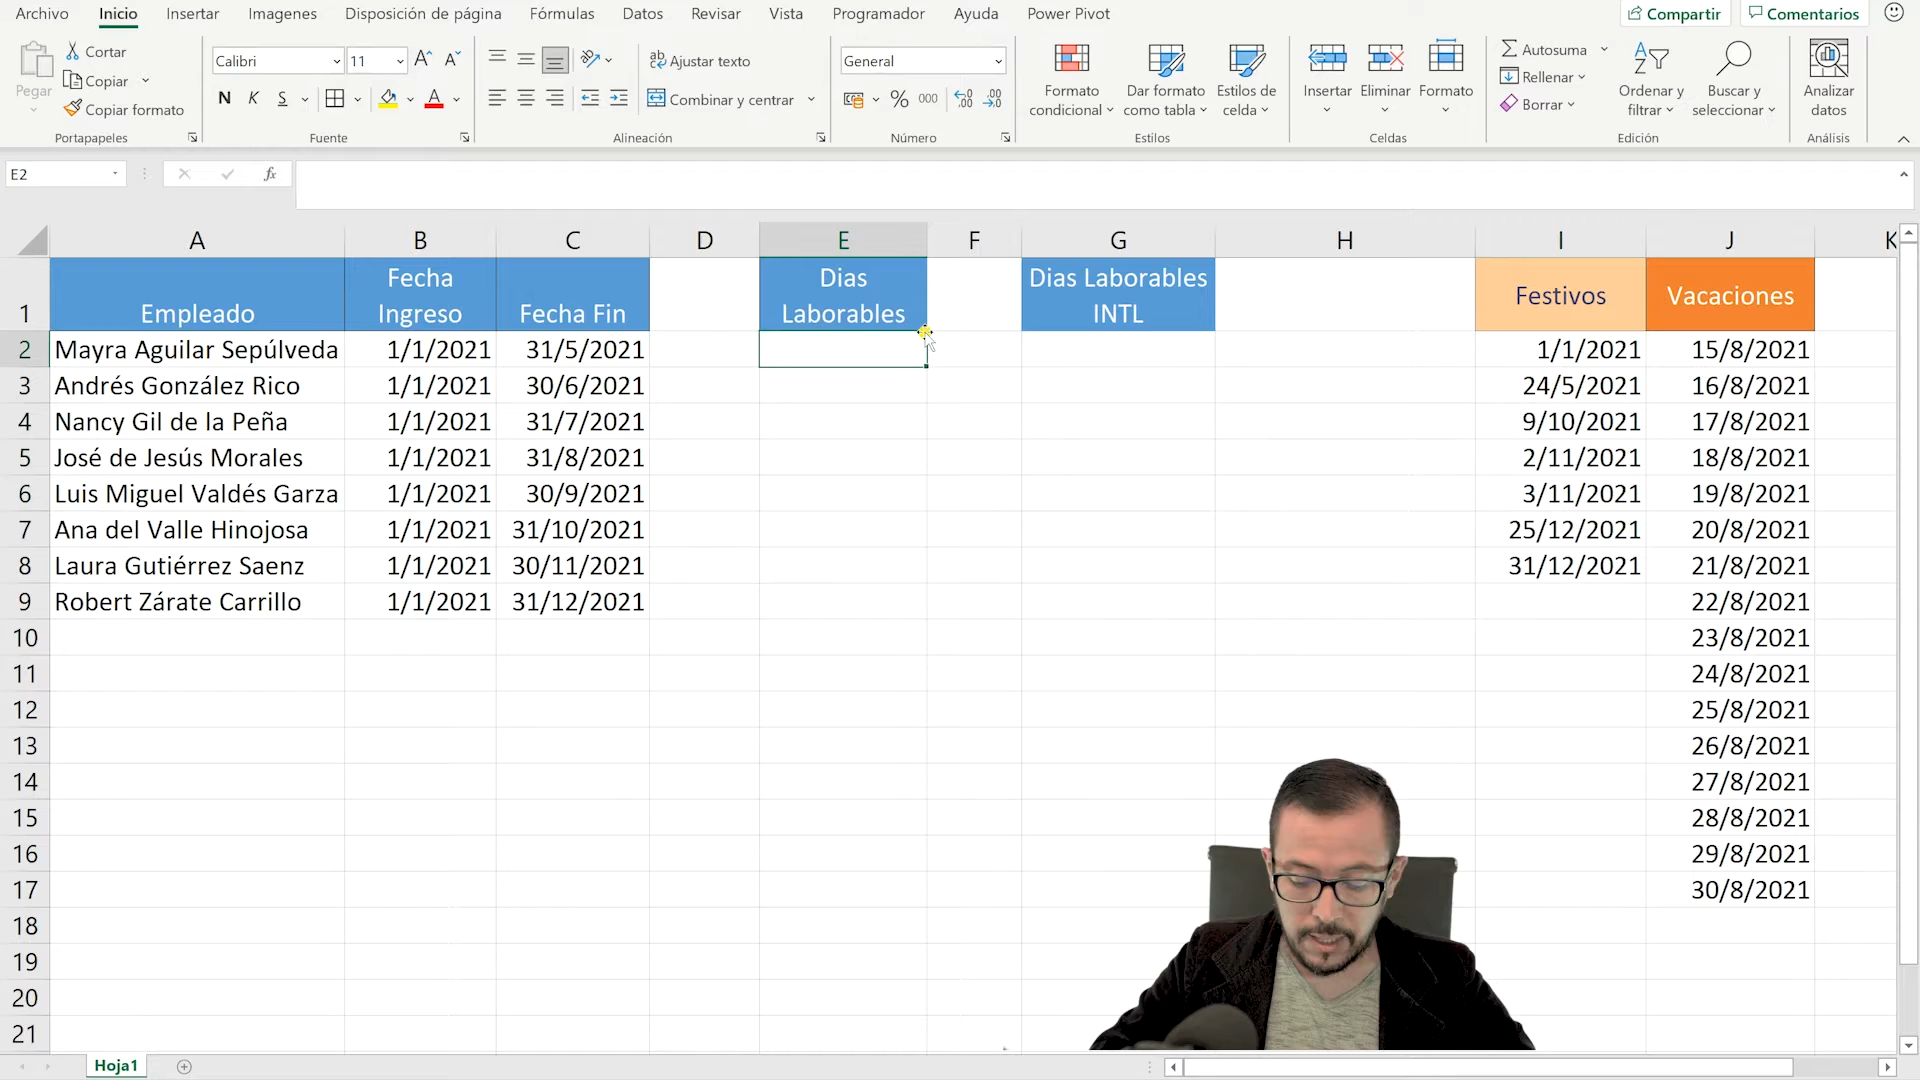 Archivo Inicio Insertar Imagenes Disposición de página Fórmulas Datos Revisar Vista Programador Ayuda Power Pivot Compartir Comentarios
Pegar
Cortar
Copiar
Copiar formato
Portapapeles
Calibri 11
N K S A
Fuente
ab Ajustar texto
Combinar y centrar
Alineación
General
% 000
Número
Formato condicional
Dar formato como tabla
Estilos de celda
Estilos
Insertar
Eliminar
Formato
Celdas
Autosuma
Rellenar
Borrar
Ordenar y filtrar
Buscar y seleccionar
Edición
Analizar datos
Análisis
E2 fx
A B C D E F G H I J K
1 Empleado Fecha Ingreso Fecha Fin Dias Laborables Dias Laborables INTL Festivos Vacaciones
2 Mayra Aguilar Sepúlveda 1/1/2021 31/5/2021 1/1/2021 15/8/2021
3 Andrés González Rico 1/1/2021 30/6/2021 24/5/2021 16/8/2021
4 Nancy Gil de la Peña 1/1/2021 31/7/2021 9/10/2021 17/8/2021
5 José de Jesús Morales 1/1/2021 31/8/2021 2/11/2021 18/8/2021
6 Luis Miguel Valdés Garza 1/1/2021 30/9/2021 3/11/2021 19/8/2021
7 Ana del Valle Hinojosa 1/1/2021 31/10/2021 25/12/2021 20/8/2021
8 Laura Gutiérrez Saenz 1/1/2021 30/11/2021 31/12/2021 21/8/2021
9 Robert Zárate Carrillo 1/1/2021 31/12/2021 22/8/2021
10 23/8/2021
11 24/8/2021
12 25/8/2021
13 26/8/2021
14 27/8/2021
15 28/8/2021
16 29/8/2021
17 30/8/2021
18
19
20
21
Hoja1